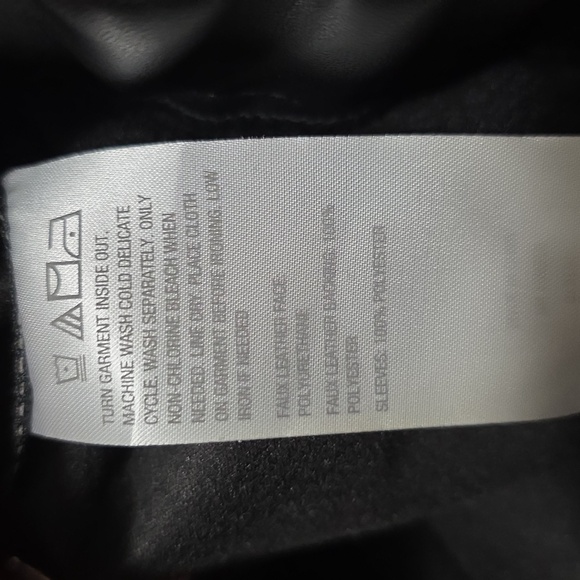 TURN GARMENT INSIDE OUT.
MACHINE WASH COLD DELICATE
CYCLE. WASH SEPARATELY. ONLY
NON-CHLORINE BLEACH WHEN
NEEDED. LINE DRY. PLACE CLOTH
ON GARMENT BEFORE IRONING. LOW
IRON IF NEEDED
FAUX LEATHER FACE:
POLYURETHANE
FAUX LEATHER BACKING: 100%
POLYESTER
SLEEVES: 100% POLYESTER